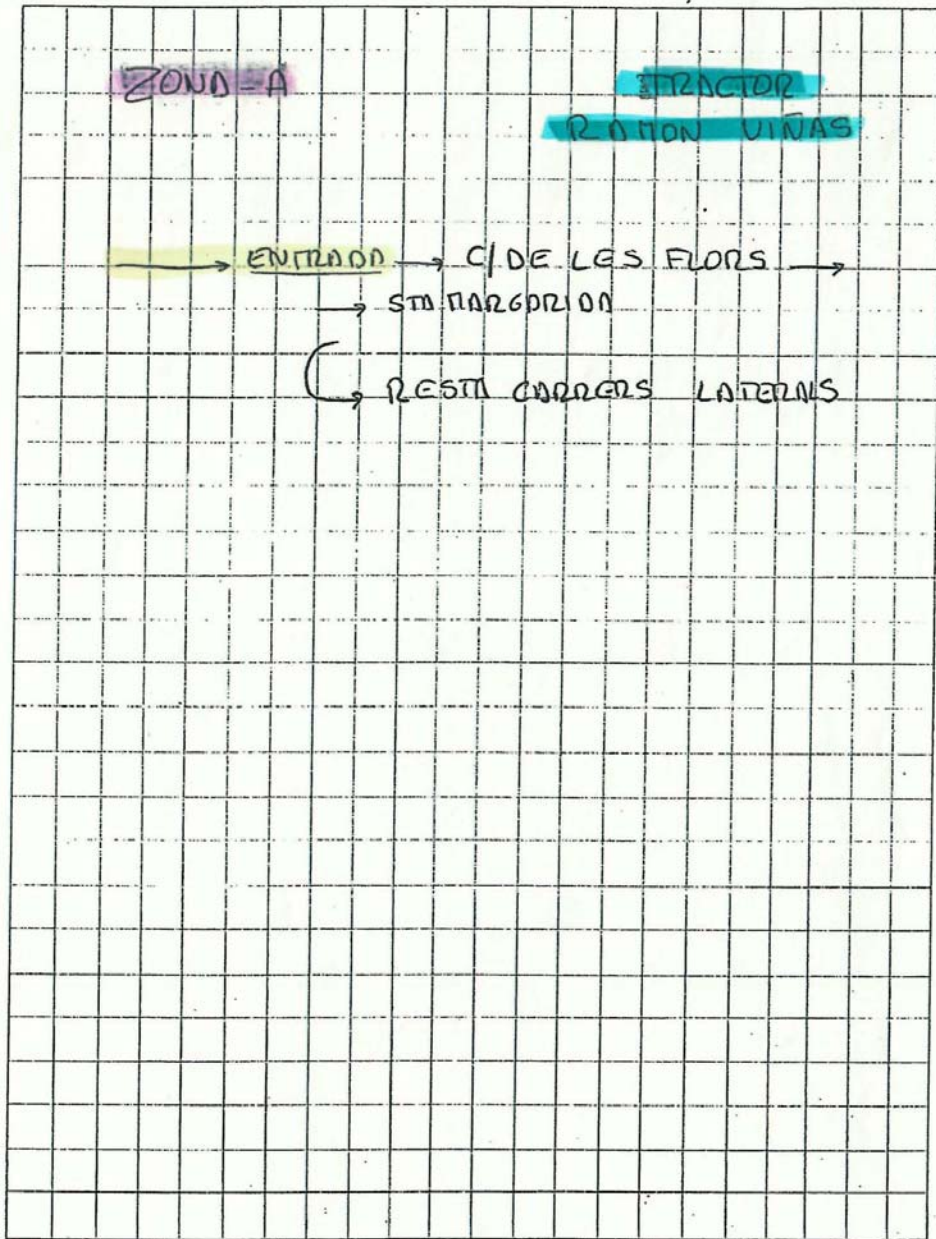 ZONA-A
TRACTOR
RAMON VIÑAS
→ ENTRADA → C/DE LES FLORS →
→ STA MARGARIDA
↳ RESTA CARRERS LATERALS